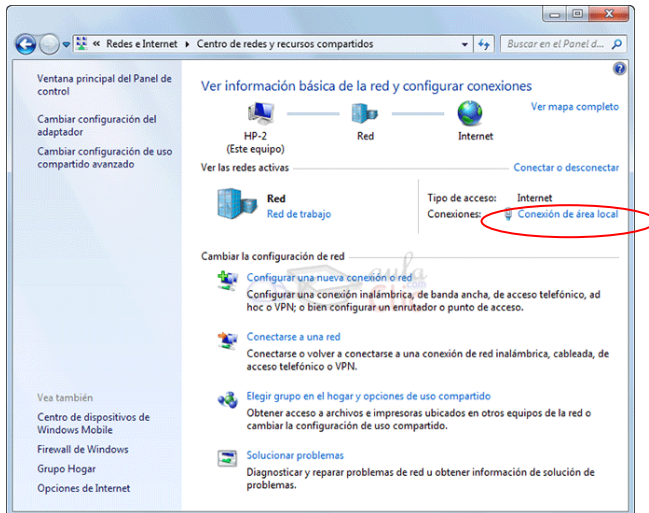 « Redes e Internet ▸ Centro de redes y recursos compartidos
Buscar en el Panel d...
Ventana principal del Panel de
control
Cambiar configuración del
adaptador
Cambiar configuración de uso
compartido avanzado
Ver información básica de la red y configurar conexiones
Ver mapa completo
HP-2
(Este equipo)
Red
Internet
Ver las redes activas
Conectar o desconectar
Red
Red de trabajo
Tipo de acceso: Internet
Conexiones: Conexión de área local
Cambiar la configuración de red
Configurar una nueva conexión o red
Configurar una conexión inalámbrica, de banda ancha, de acceso telefónico, ad
hoc o VPN; o bien configurar un enrutador o punto de acceso.
Conectarse a una red
Conectarse o volver a conectarse a una conexión de red inalámbrica, cableada, de
acceso telefónico o VPN.
Elegir grupo en el hogar y opciones de uso compartido
Obtener acceso a archivos e impresoras ubicados en otros equipos de la red o
cambiar la configuración de uso compartido.
Solucionar problemas
Diagnosticar y reparar problemas de red u obtener información de solución de
problemas.
Vea también
Centro de dispositivos de
Windows Mobile
Firewall de Windows
Grupo Hogar
Opciones de Internet
aula
Clic
.com